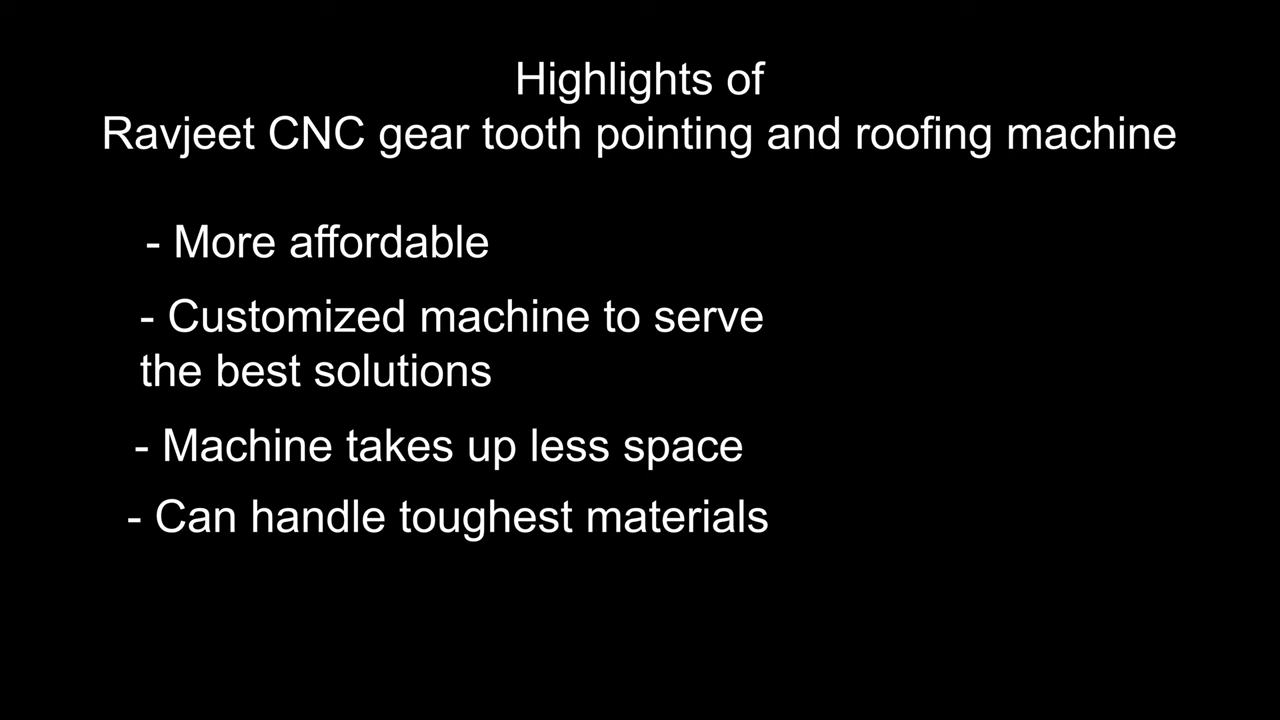 Highlights of
Ravjeet CNC gear tooth pointing and roofing machine
- More affordable
- Customized machine to serve
the best solutions
- Machine takes up less space
- Can handle toughest materials